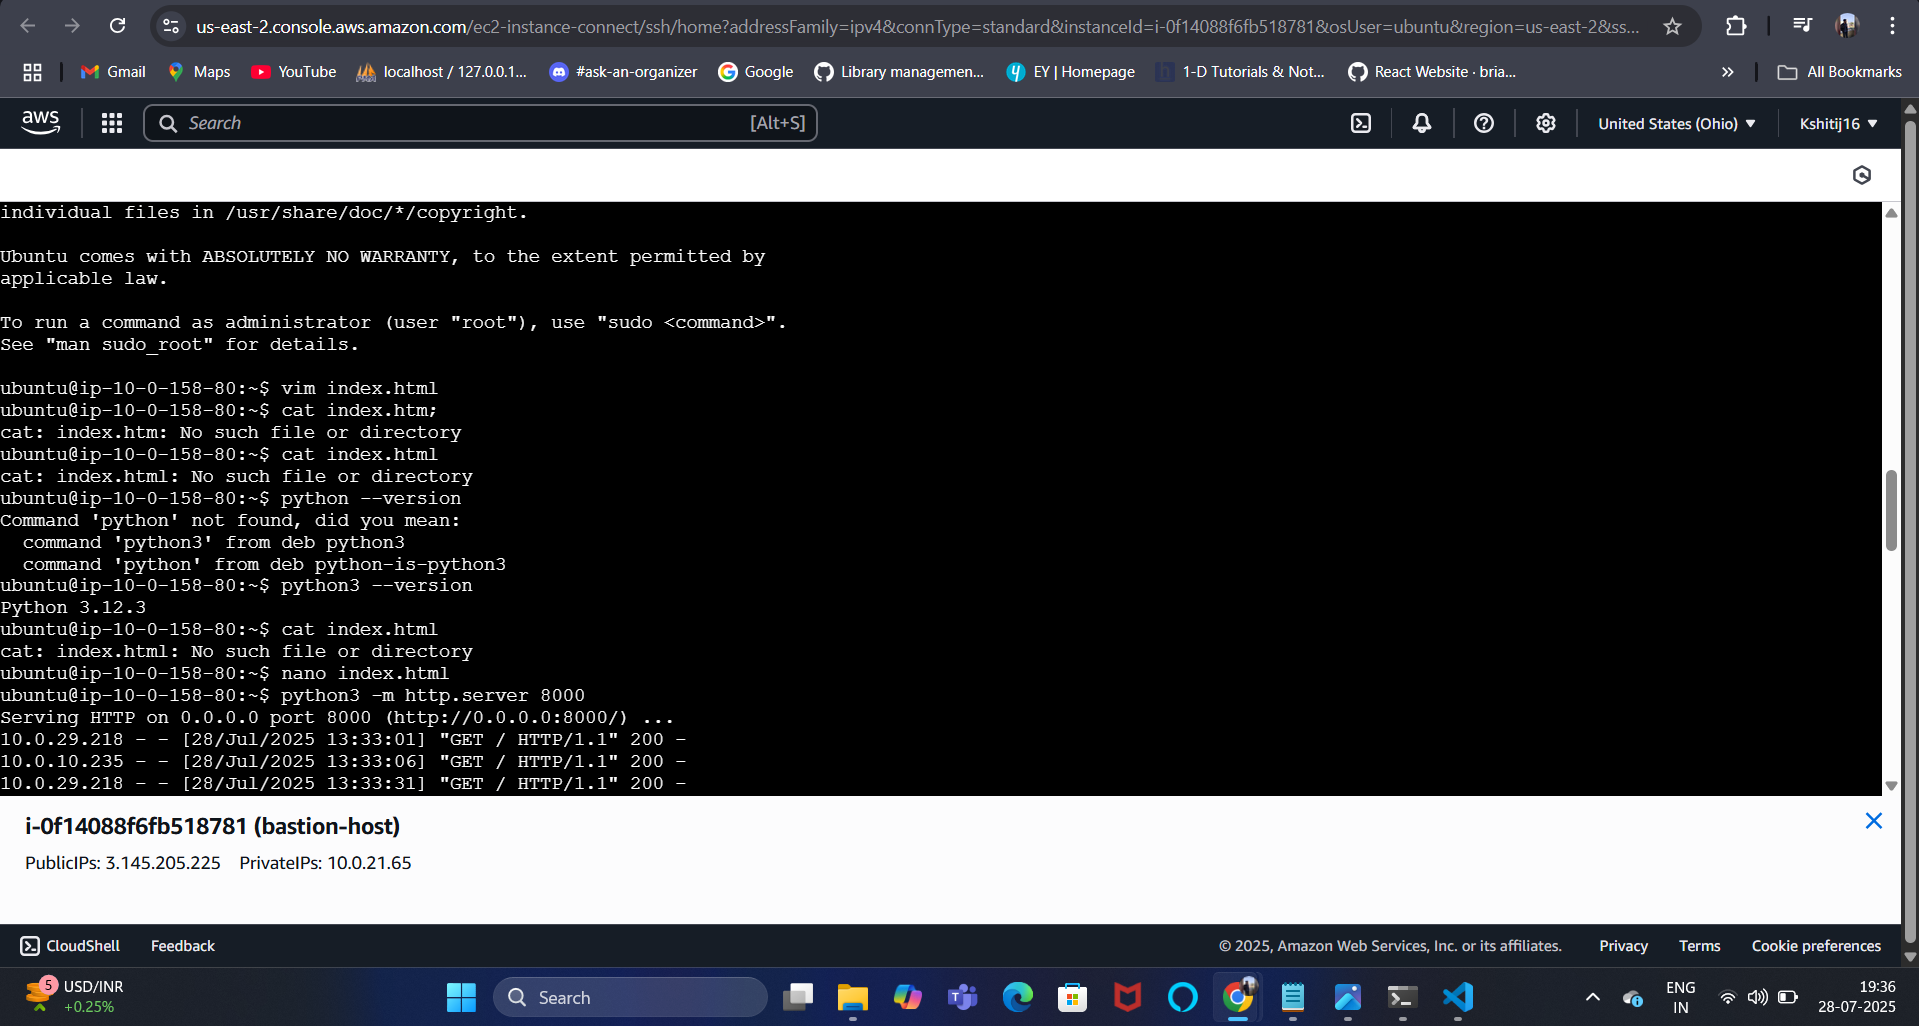 us-east-2.console.aws.amazon.com/ec2-instance-connect/ssh/home?addressFamily=ipv4&connType=standard&instanceId=i-0f14088f6fb518781&osUser=ubuntu&region=us-east-2&ss...
Gmail Maps YouTube localhost / 127.0.0.1... #ask-an-organizer Google Library managemen... EY | Homepage 1-D Tutorials & Not... React Website · bria... » All Bookmarks
aws Search [Alt+S] United States (Ohio) ▼ Kshitij16 ▼
individual files in /usr/share/doc/*/copyright.
Ubuntu comes with ABSOLUTELY NO WARRANTY, to the extent permitted by
applicable law.
To run a command as administrator (user "root"), use "sudo <command>".
See "man sudo_root" for details.
ubuntu@ip-10-0-158-80:~$ vim index.html
ubuntu@ip-10-0-158-80:~$ cat index.htm;
cat: index.htm: No such file or directory
ubuntu@ip-10-0-158-80:~$ cat index.html
cat: index.html: No such file or directory
ubuntu@ip-10-0-158-80:~$ python --version
Command 'python' not found, did you mean:
  command 'python3' from deb python3
  command 'python' from deb python-is-python3
ubuntu@ip-10-0-158-80:~$ python3 --version
Python 3.12.3
ubuntu@ip-10-0-158-80:~$ cat index.html
cat: index.html: No such file or directory
ubuntu@ip-10-0-158-80:~$ nano index.html
ubuntu@ip-10-0-158-80:~$ python3 -m http.server 8000
Serving HTTP on 0.0.0.0 port 8000 (http://0.0.0.0:8000/) ...
10.0.29.218 - - [28/Jul/2025 13:33:01] "GET / HTTP/1.1" 200 -
10.0.10.235 - - [28/Jul/2025 13:33:06] "GET / HTTP/1.1" 200 -
10.0.29.218 - - [28/Jul/2025 13:33:31] "GET / HTTP/1.1" 200 -
i-0f14088f6fb518781 (bastion-host)
PublicIPs: 3.145.205.225 PrivateIPs: 10.0.21.65
CloudShell Feedback © 2025, Amazon Web Services, Inc. or its affiliates. Privacy Terms Cookie preferences
5 USD/INR Search ENG 19:36
+0.25% IN 28-07-2025